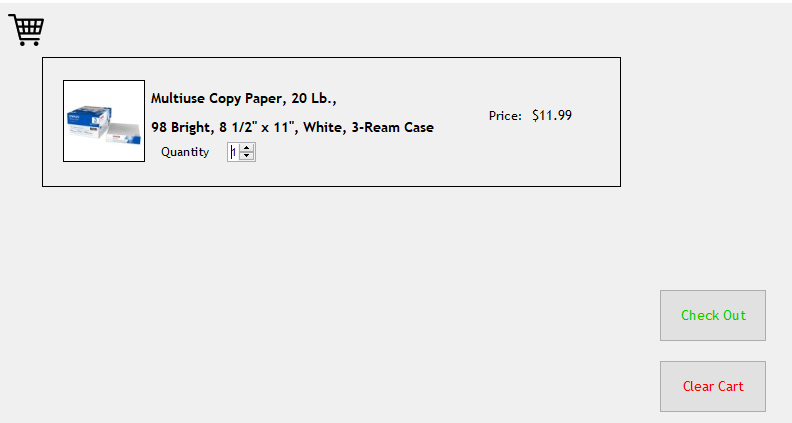 Multiuse Copy Paper, 20 Lb.,
98 Bright, 8 1/2" x 11", White, 3-Ream Case
Price: $11.99
Quantity 1
Check Out
Clear Cart